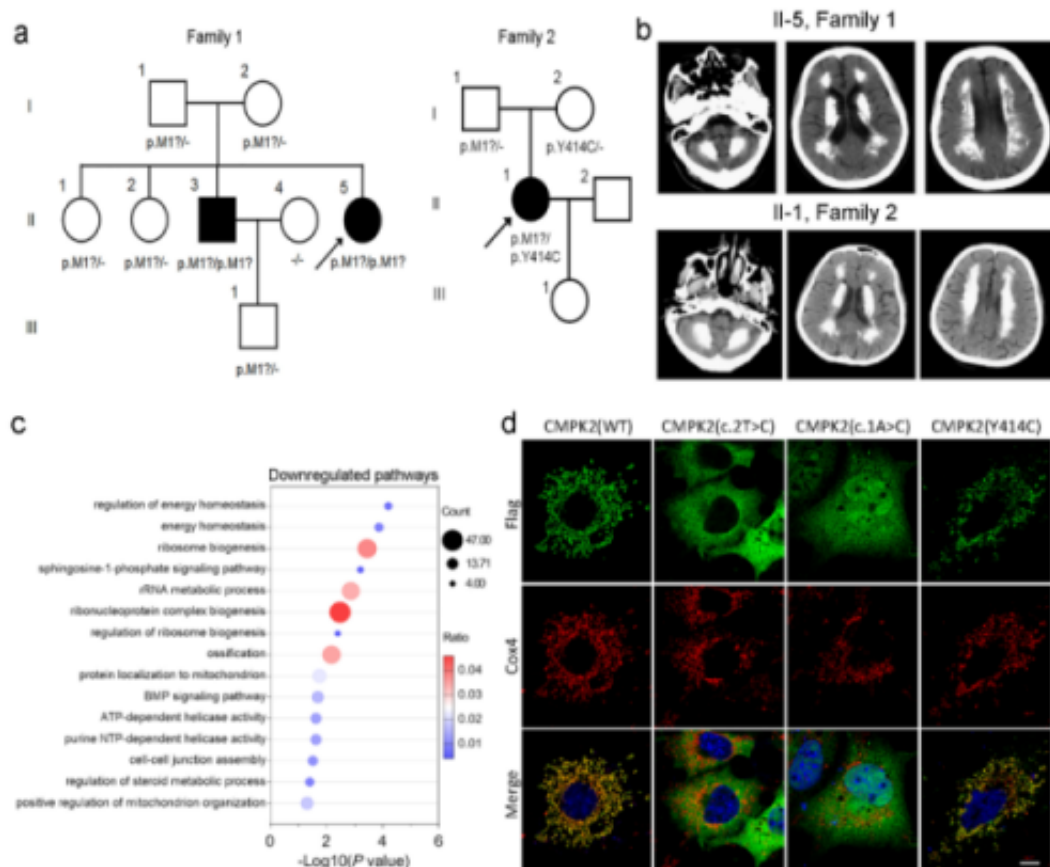 a
Family 1
Family 2
1
2
I
p.M1?/-
p.M1?/-
1
2
3
4
5
II
p.M1?/-
p.M1?/-
p.M1?/p.M1?
-/-
p.M1?/p.M1?
1
III
p.M1?/-
1
2
I
p.M1?/-
p.Y414C/-
1
2
II
p.M1?/
p.Y414C
1
III
b
II-5, Family 1
II-1, Family 2
c
Downregulated pathways
regulation of energy homeostasis
energy homeostasis
ribosome biogenesis
sphingosine-1-phosphate signaling pathway
rRNA metabolic process
ribonucleoprotein complex biogenesis
regulation of ribosome biogenesis
ossification
protein localization to mitochondrion
BMP signaling pathway
ATP-dependent helicase activity
purine NTP-dependent helicase activity
cell-cell junction assembly
regulation of steroid metabolic process
positive regulation of mitochondrion organization
0 2 4 6
-Log10(P value)
Count
47.00
13.71
4.00
Ratio
0.04
0.03
0.02
0.01
d
CMPK2(WT) CMPK2(c.2T>C) CMPK2(c.1A>C) CMPK2(Y414C)
Flag
Cox4
Merge